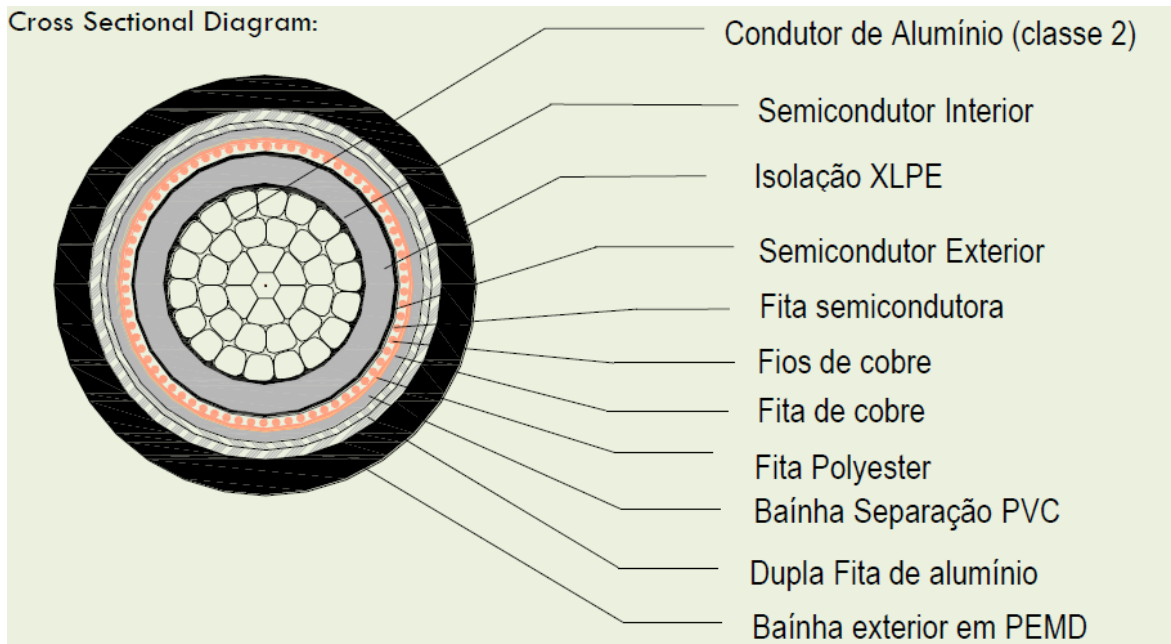 Cross Sectional Diagram:
Condutor de Alumínio (classe 2)
Semicondutor Interior
Isolação XLPE
Semicondutor Exterior
Fita semicondutora
Fios de cobre
Fita de cobre
Fita Polyester
Baínha Separação PVC
Dupla Fita de alumínio
Baínha exterior em PEMD